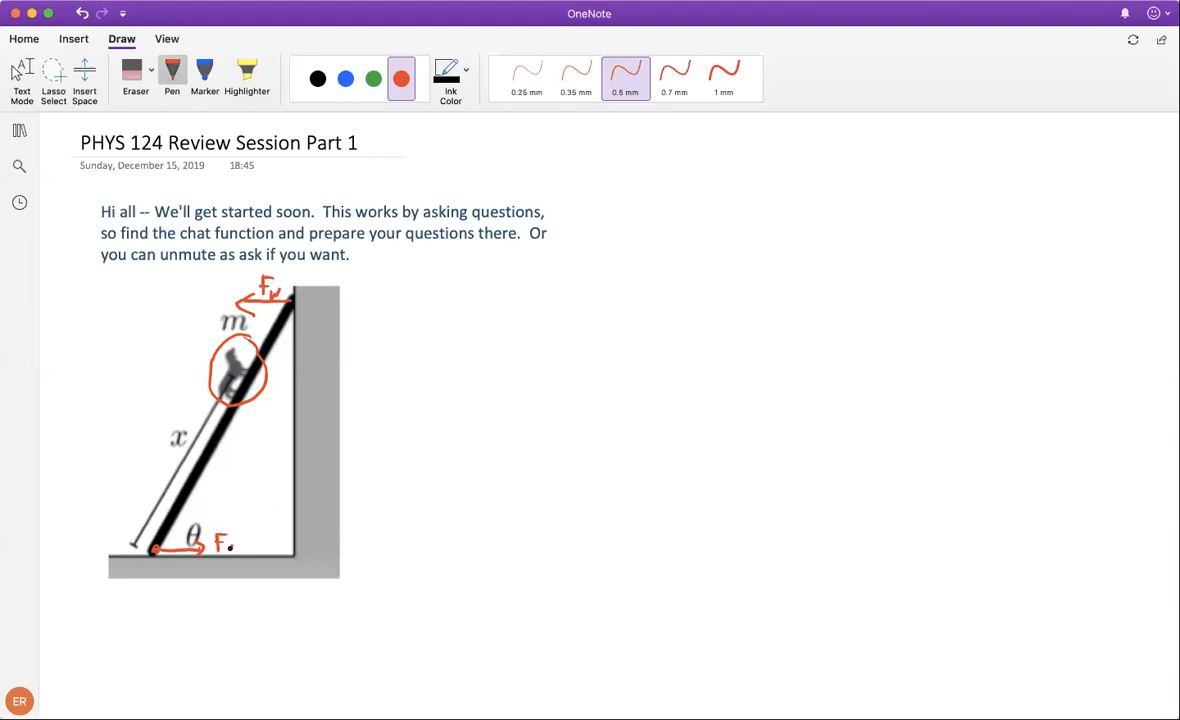 OneNote
Home Insert Draw View
Text Mode
Lasso Select
Insert Space
Eraser
Pen
Marker
Highlighter
Ink Color
0.25 mm
0.35 mm
0.5 mm
0.7 mm
1 mm
PHYS 124 Review Session Part 1
Sunday, December 15, 2019 18:45
Hi all -- We'll get started soon. This works by asking questions,
so find the chat function and prepare your questions there. Or
you can unmute as ask if you want.
Fw
m
x
θ
F
ER